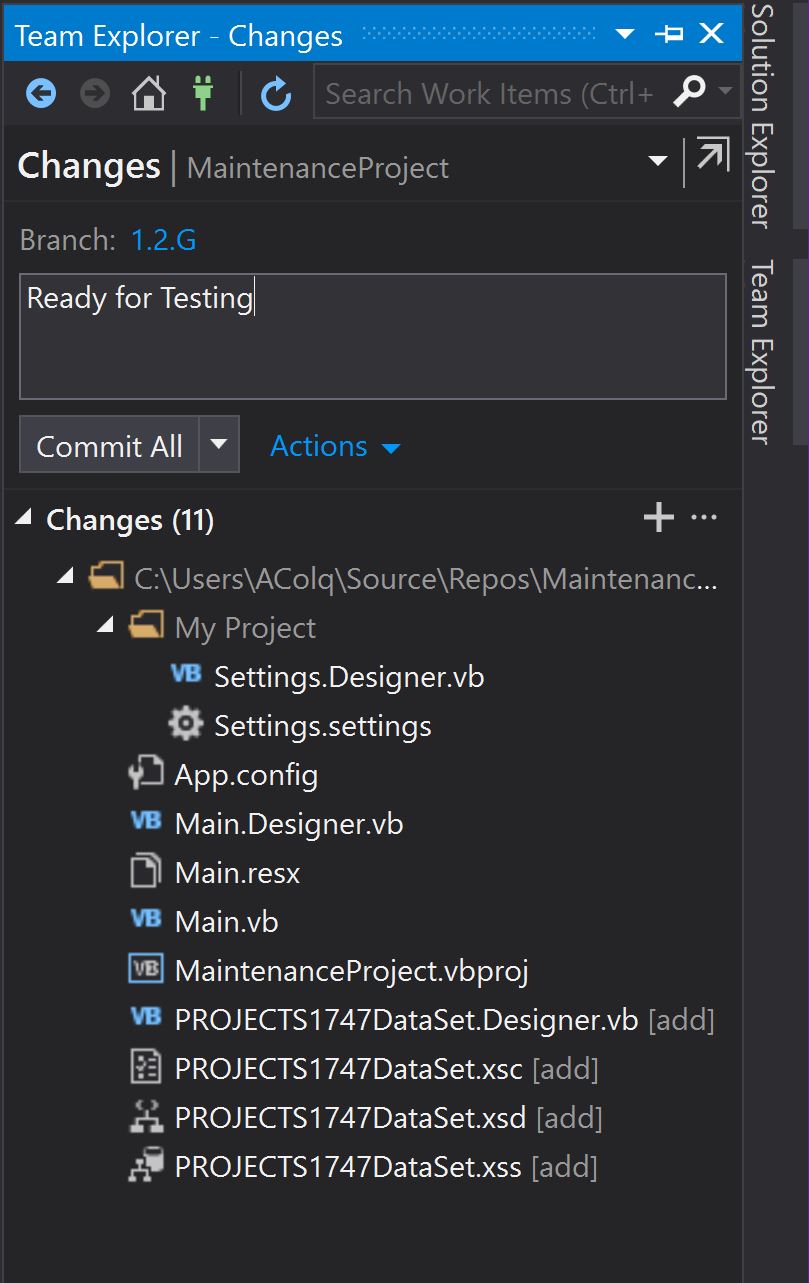 Team Explorer - Changes
Search Work Items (Ctrl+
Changes | MaintenanceProject
Branch: 1.2.G
Ready for Testing
Commit All Actions
Changes (11)
C:\Users\AColq\Source\Repos\Maintenanc...
My Project
VB Settings.Designer.vb
Settings.settings
App.config
VB Main.Designer.vb
Main.resx
VB Main.vb
VB MaintenanceProject.vbproj
VB PROJECTS1747DataSet.Designer.vb [add]
PROJECTS1747DataSet.xsc [add]
PROJECTS1747DataSet.xsd [add]
PROJECTS1747DataSet.xss [add]
Solution Explorer
Team Explorer